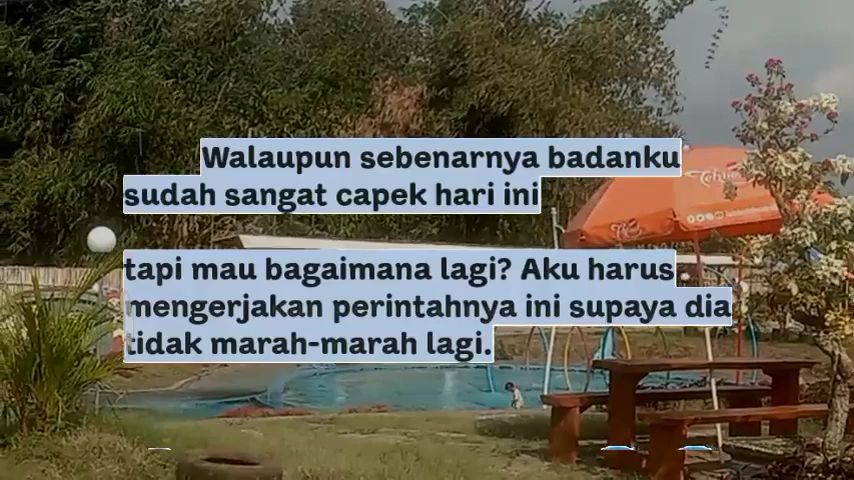 Walaupun sebenarnya badanku
sudah sangat capek hari ini
tapi mau bagaimana lagi? Aku harus
mengerjakan perintahnya ini supaya dia
tidak marah-marah lagi.